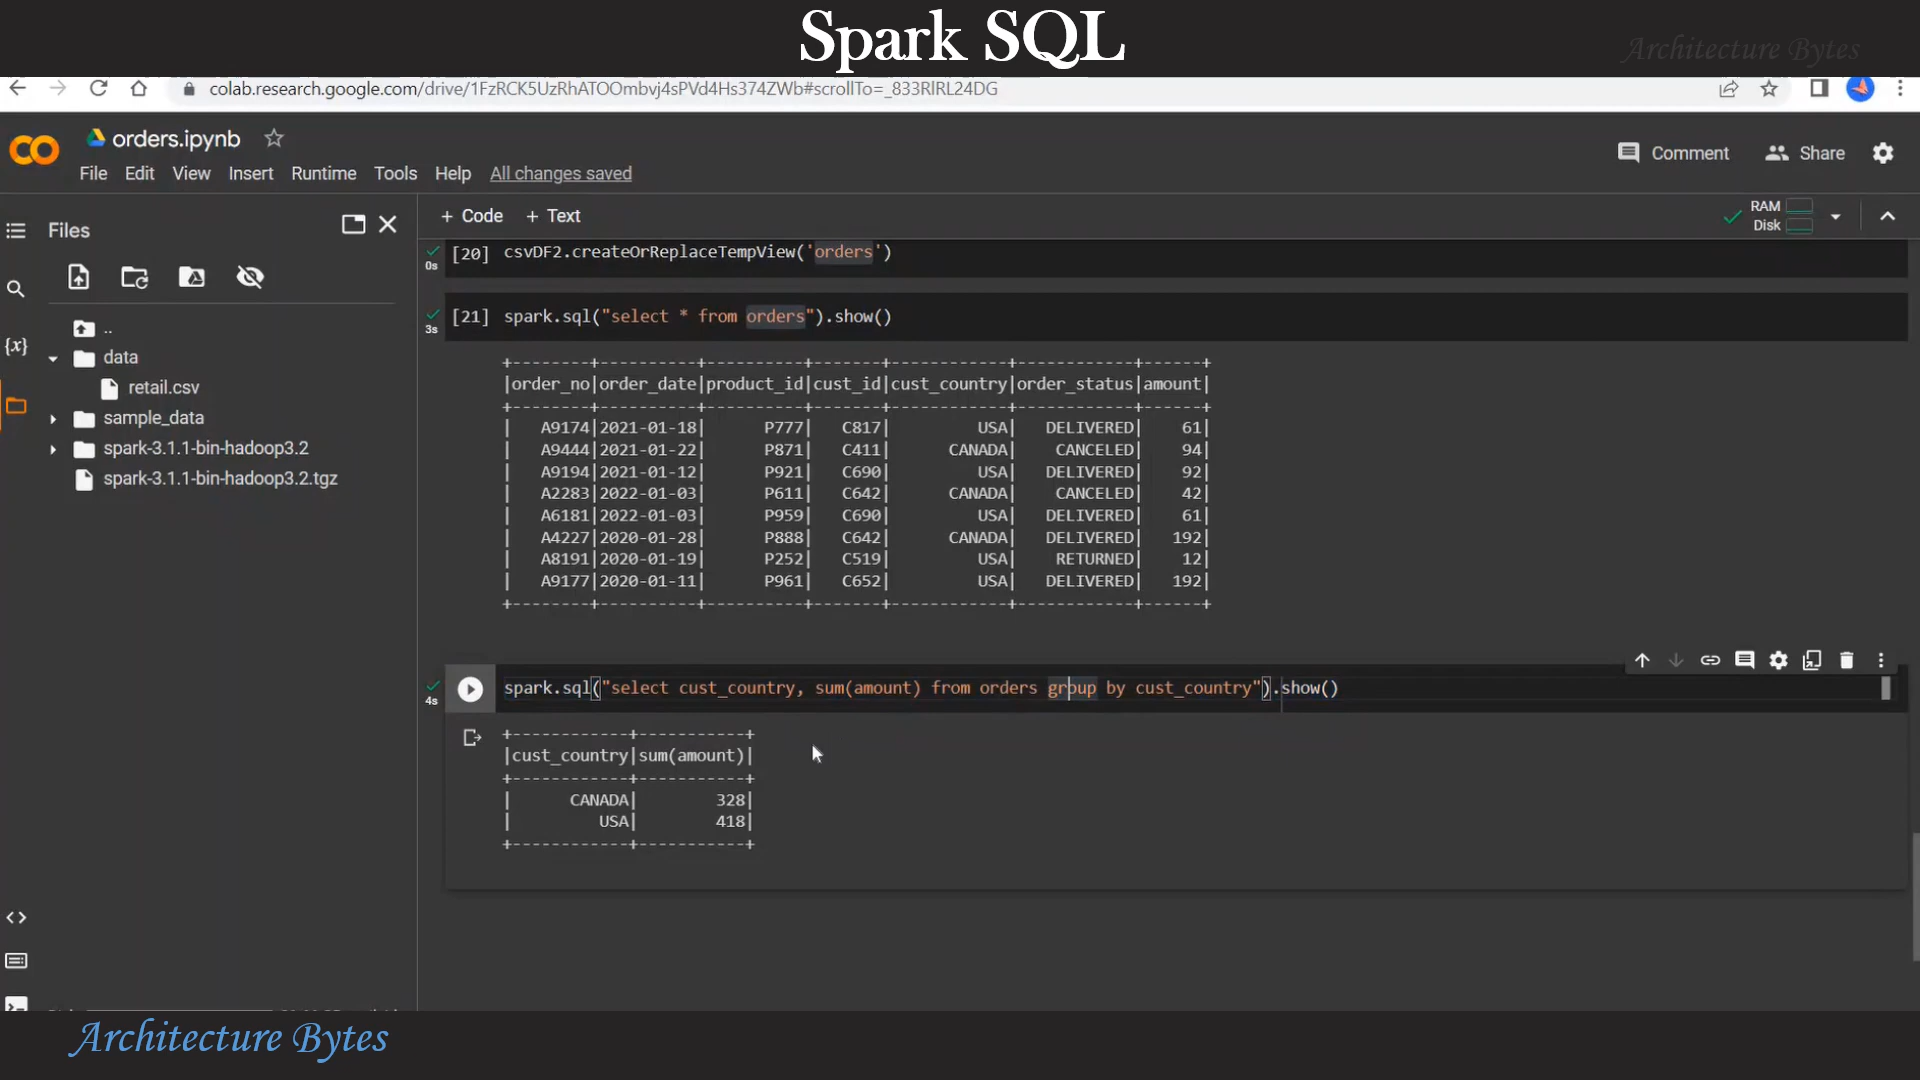 Spark SQL
Architecture Bytes
colab.research.google.com/drive/1FzRCK5UzRhATOOmbvj4sPVd4Hs374ZWb#scrollTo=_833RlRL24DG
orders.ipynb
Comment
Share
File Edit View Insert Runtime Tools Help All changes saved
Files
+ Code + Text
RAM
Disk
..
data
retail.csv
sample_data
spark-3.1.1-bin-hadoop3.2
spark-3.1.1-bin-hadoop3.2.tgz
{x}
0s [20] csvDF2.createOrReplaceTempView('orders')
3s [21] spark.sql("select * from orders").show()
+--------+----------+----------+-------+------------+------------+------+
|order_no|order_date|product_id|cust_id|cust_country|order_status|amount|
+--------+----------+----------+-------+------------+------------+------+
| A9174|2021-01-18| P777| C817| USA| DELIVERED| 61|
| A9444|2021-01-22| P871| C411| CANADA| CANCELED| 94|
| A9194|2021-01-12| P921| C690| USA| DELIVERED| 92|
| A2283|2022-01-03| P611| C642| CANADA| CANCELED| 42|
| A6181|2022-01-03| P959| C690| USA| DELIVERED| 61|
| A4227|2020-01-28| P888| C642| CANADA| DELIVERED| 192|
| A8191|2020-01-19| P252| C519| USA| RETURNED| 12|
| A9177|2020-01-11| P961| C652| USA| DELIVERED| 192|
+--------+----------+----------+-------+------------+------------+------+
4s spark.sql("select cust_country, sum(amount) from orders group by cust_country").show()
+------------+-----------+
|cust_country|sum(amount)|
+------------+-----------+
| CANADA| 328|
| USA| 418|
+------------+-----------+
Architecture Bytes